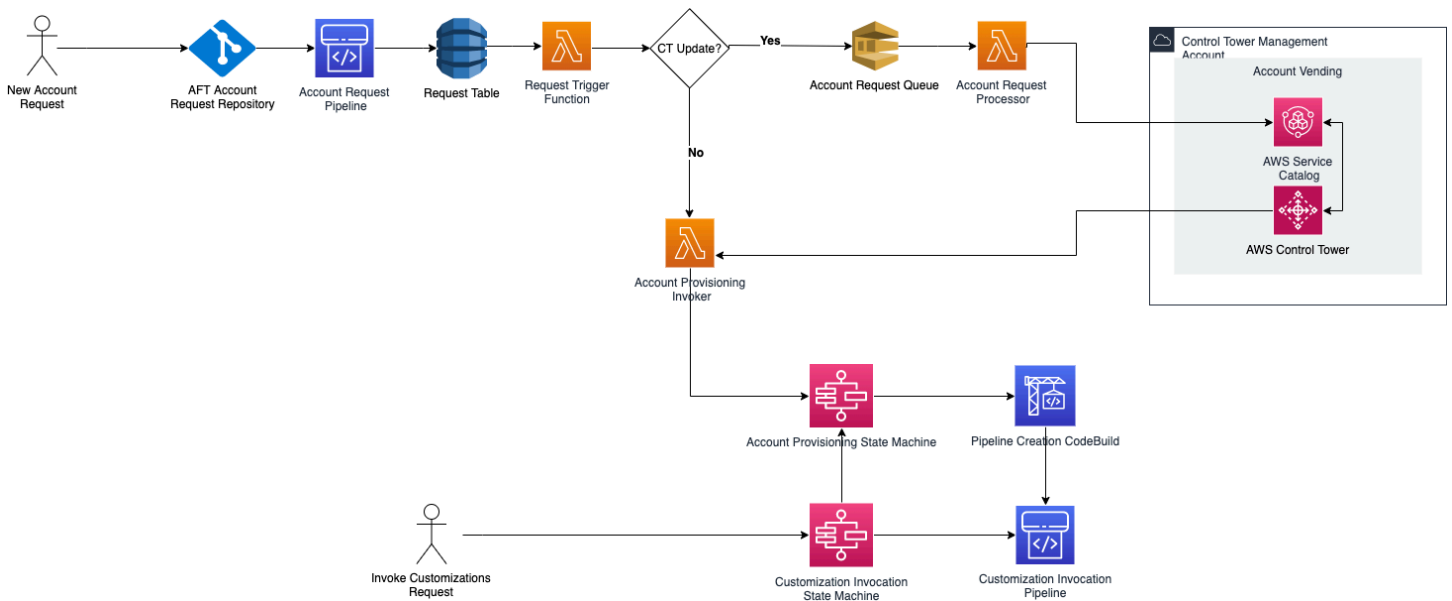 New Account
Request
AFT Account
Request Repository
Account Request
Pipeline
Request Table
Request Trigger
Function
CT Update?
Yes
Account Request Queue
Account Request
Processor
Control Tower Management
Account
Account Vending
AWS Service
Catalog
AWS Control Tower
No
Account Provisioning
Invoker
Account Provisioning State Machine
Pipeline Creation CodeBuild
Invoke Customizations
Request
Customization Invocation
State Machine
Customization Invocation
Pipeline